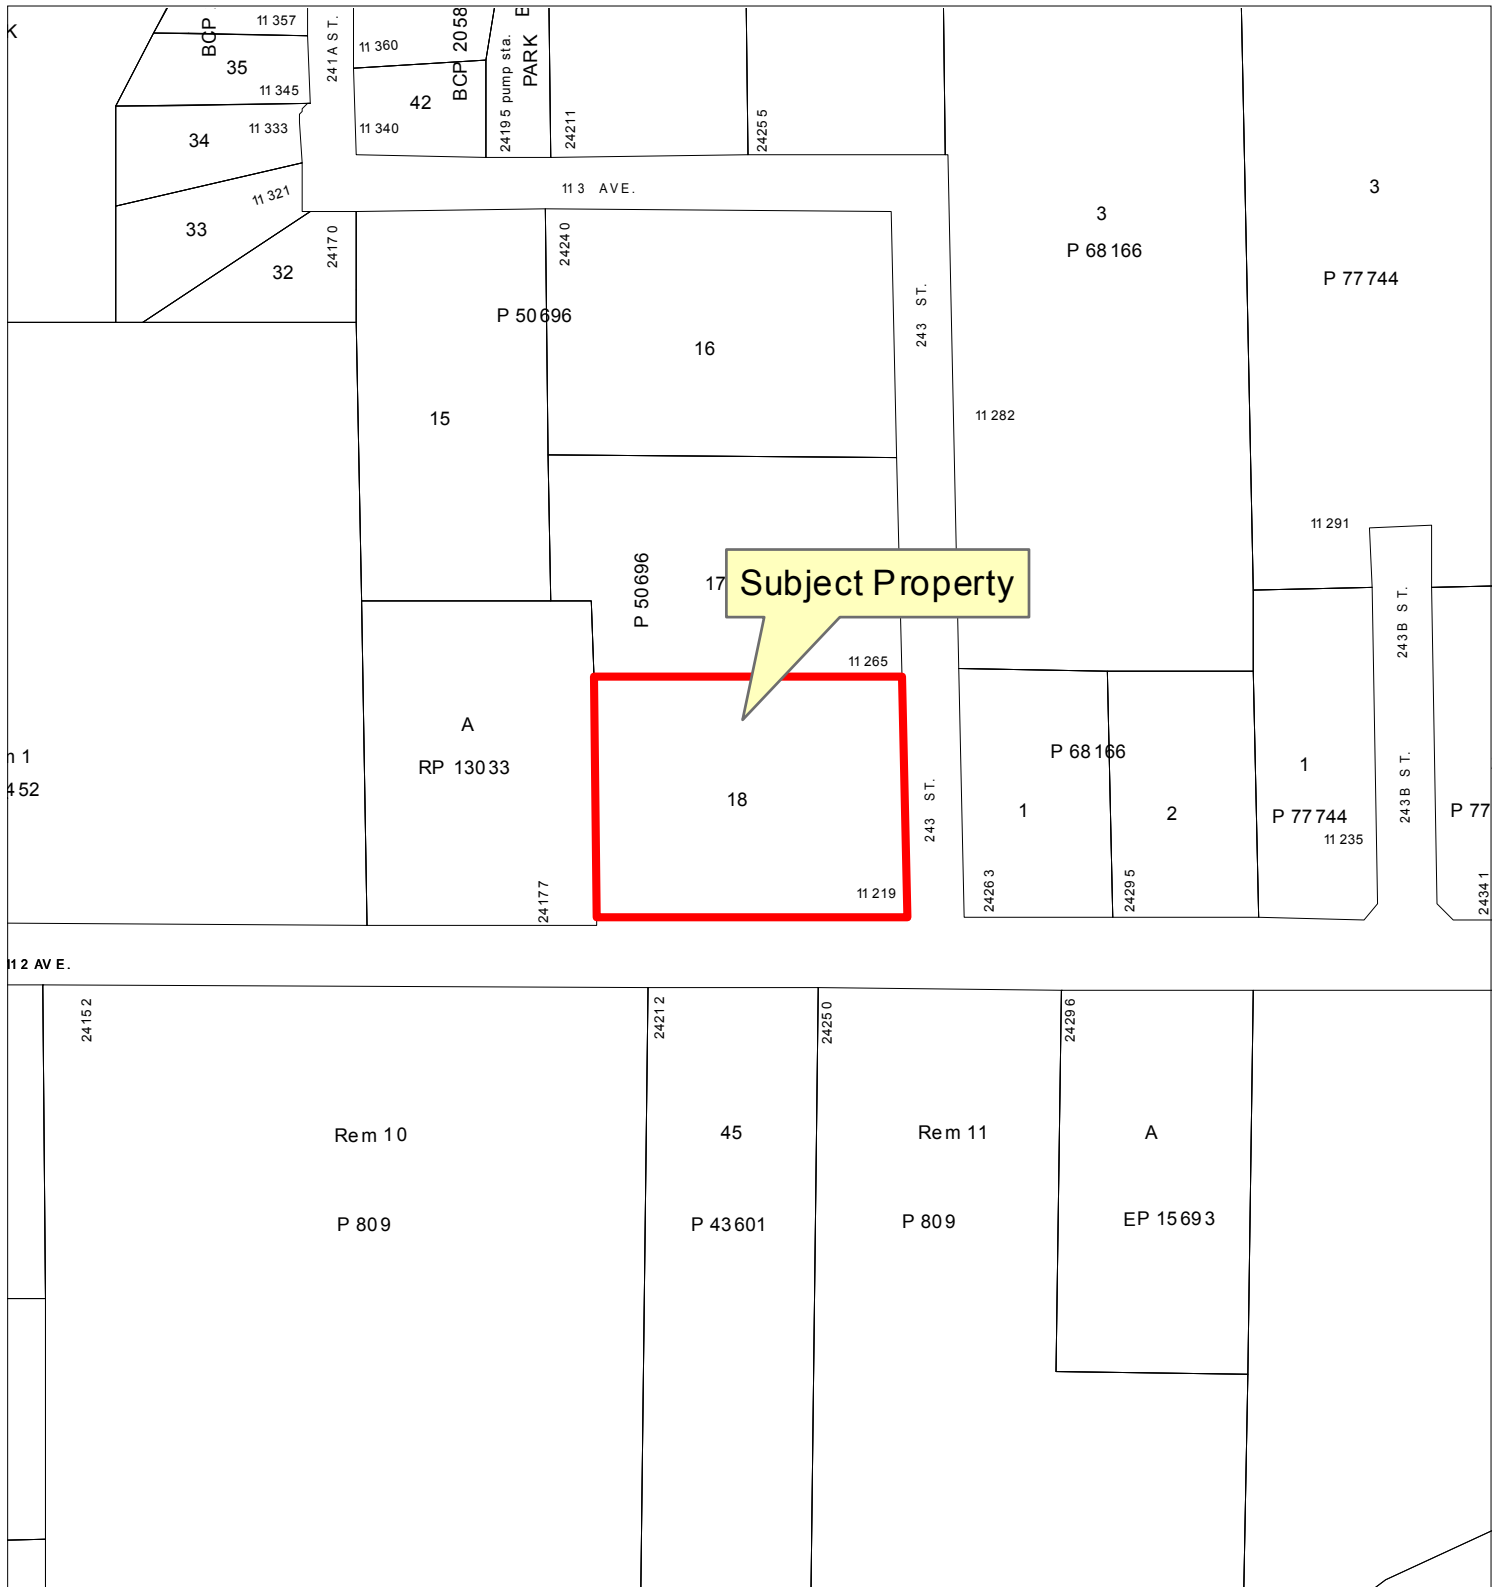 K
BCP
11 357
35
11 345
241A ST.
11 360
BCP 2058
42
11 340
24195 pump sta.
PARK
E
24211
24255
34
11 333
11 321
33
32
24170
113 AVE.
24240
3
P 68166
3
P 77744
P 50696
16
15
243 ST.
11 282
11 291
P 50696
17
Subject Property
11 265
243B ST.
A
RP 13033
18
11 219
24177
243 ST.
P 68166
1
2
24263
24295
1
P 77744
11 235
243B ST.
P 77
24341
1
452
112 AVE.
24152
24212
24250
24296
Rem 10
45
Rem 11
A
P 809
P 43601
P 809
EP 15693